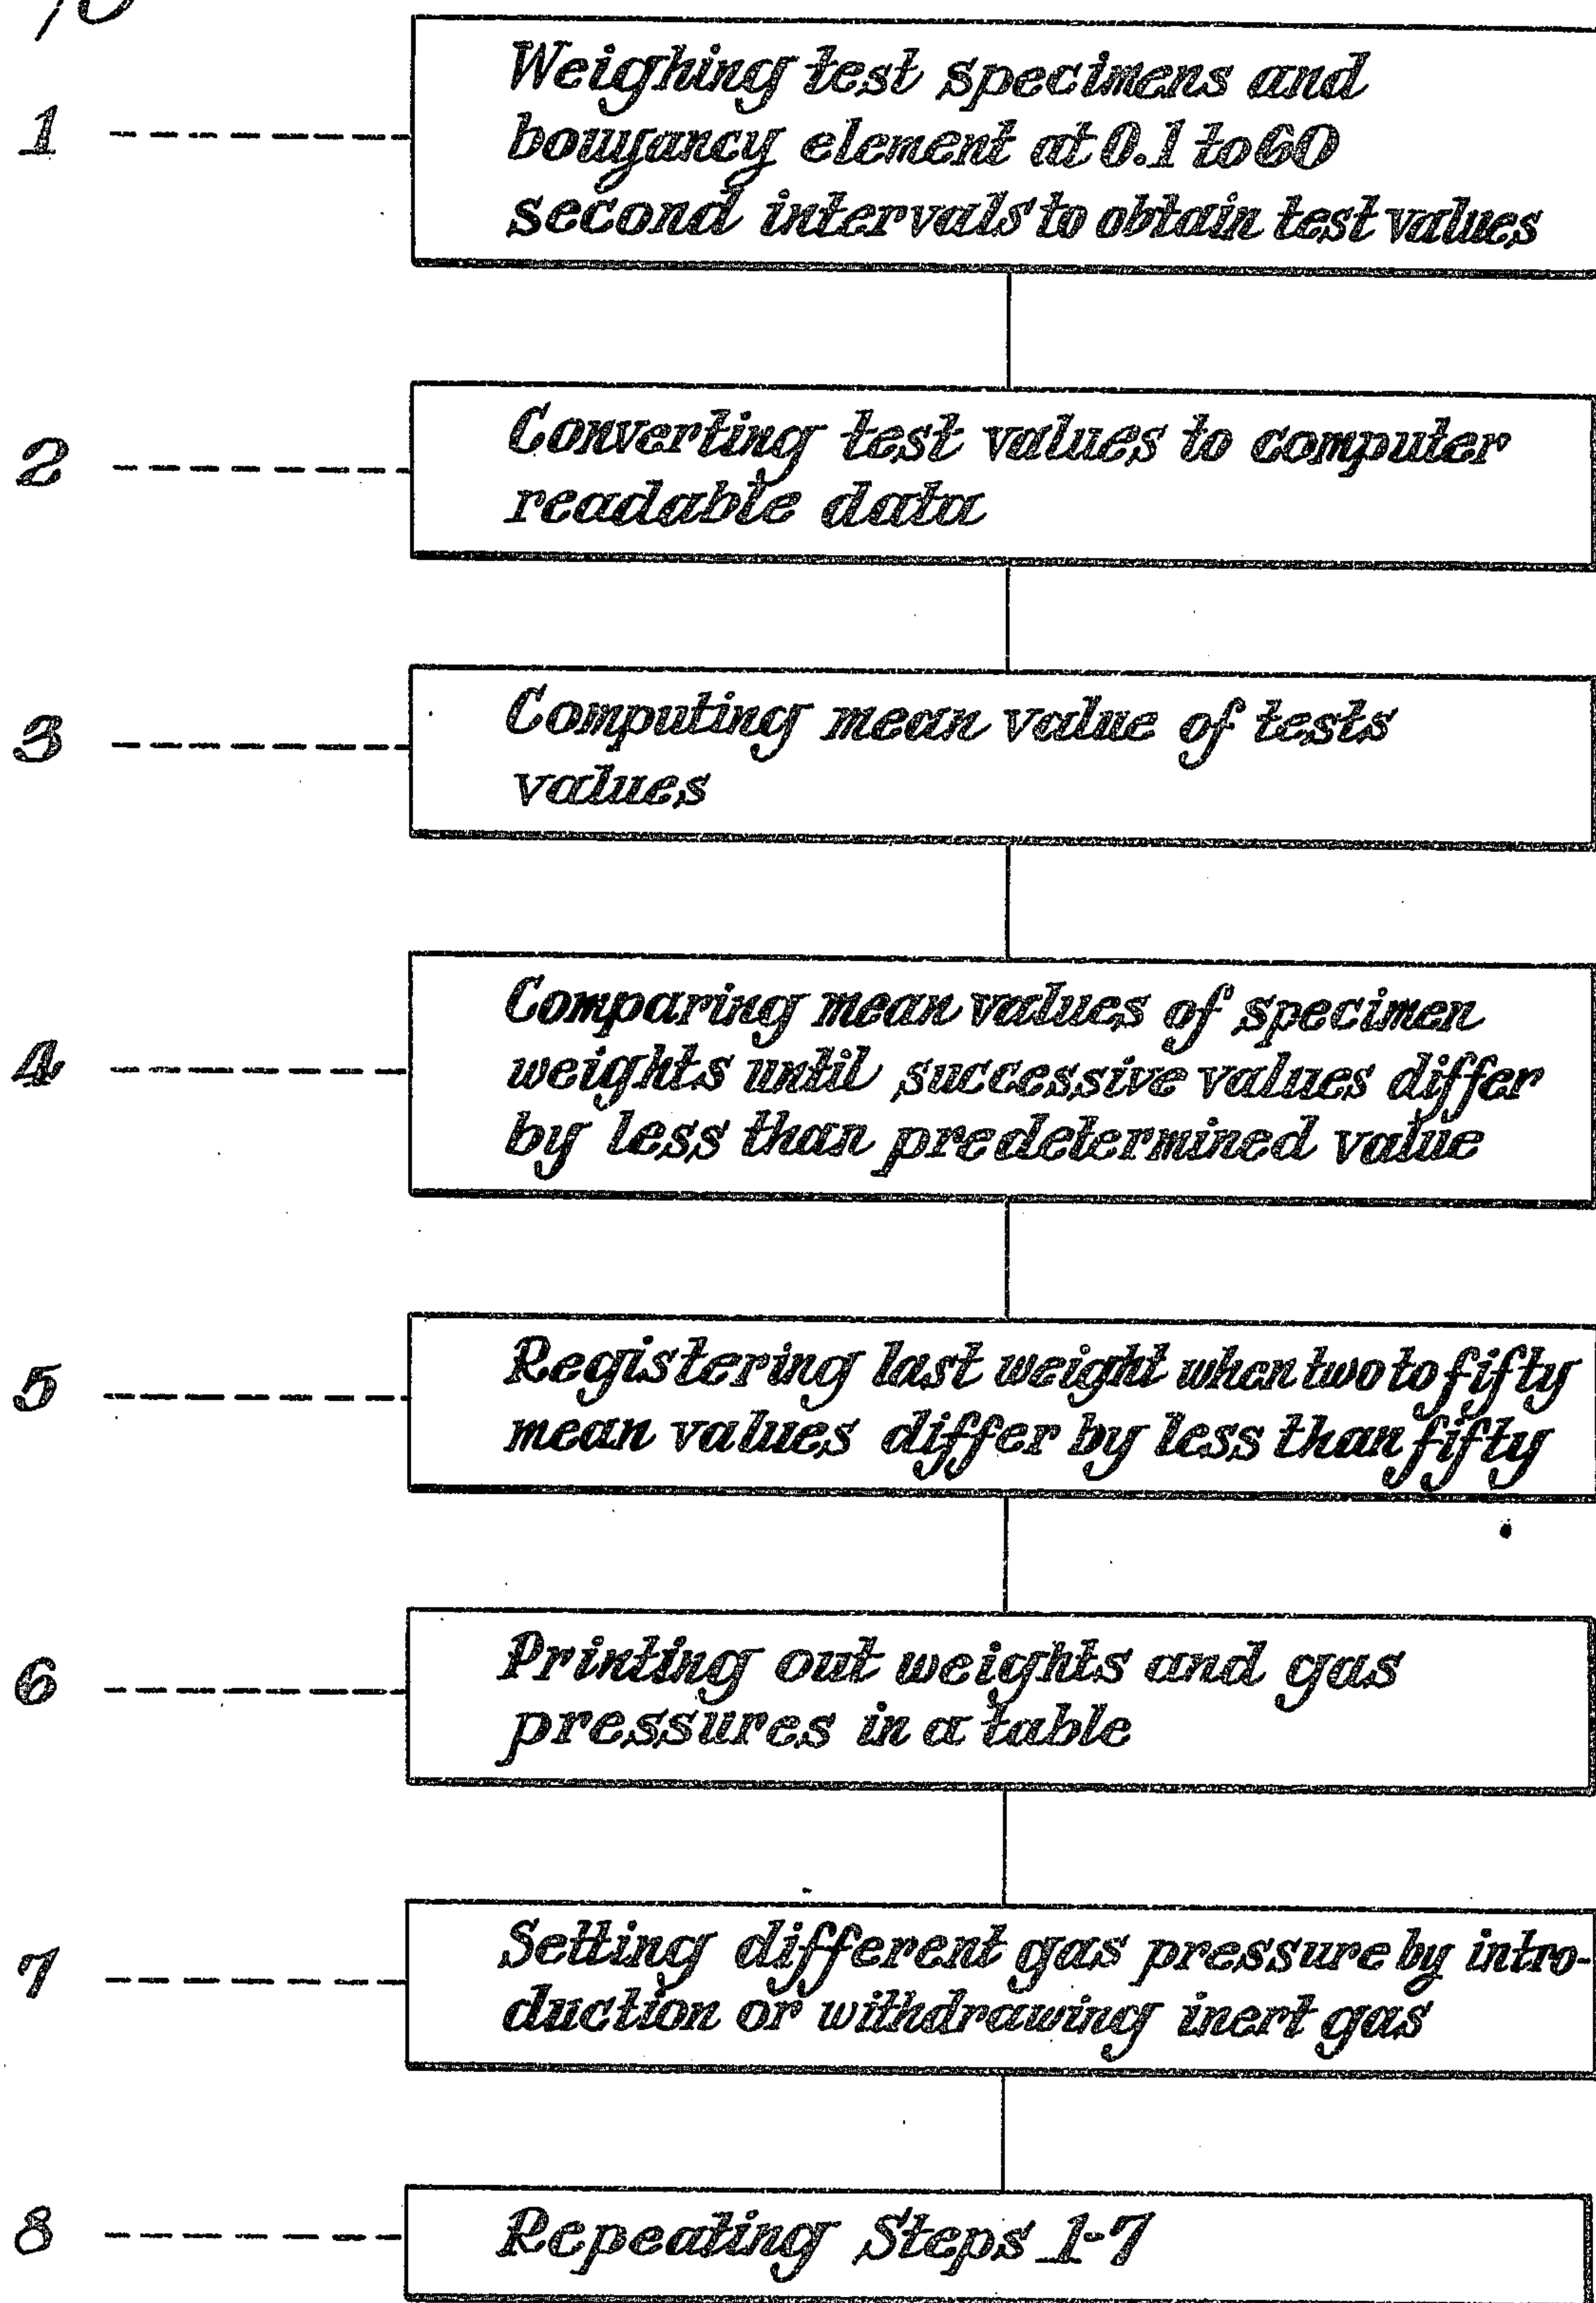 1
Weighing test specimens and
bouyancy element at 0.1 to 60
second intervals to obtain test values
2
Converting test values to computer
readable data
3
Computing mean value of tests
values
4
Comparing mean values of specimen
weights until successive values differ
by less than predetermined value
5
Registering last weight when two to fifty
mean values differ by less than fifty
6
Printing out weights and gas
pressures in a table
7
Setting different gas pressure by intro-
duction or withdrawing inert gas
8
Repeating Steps 1-7